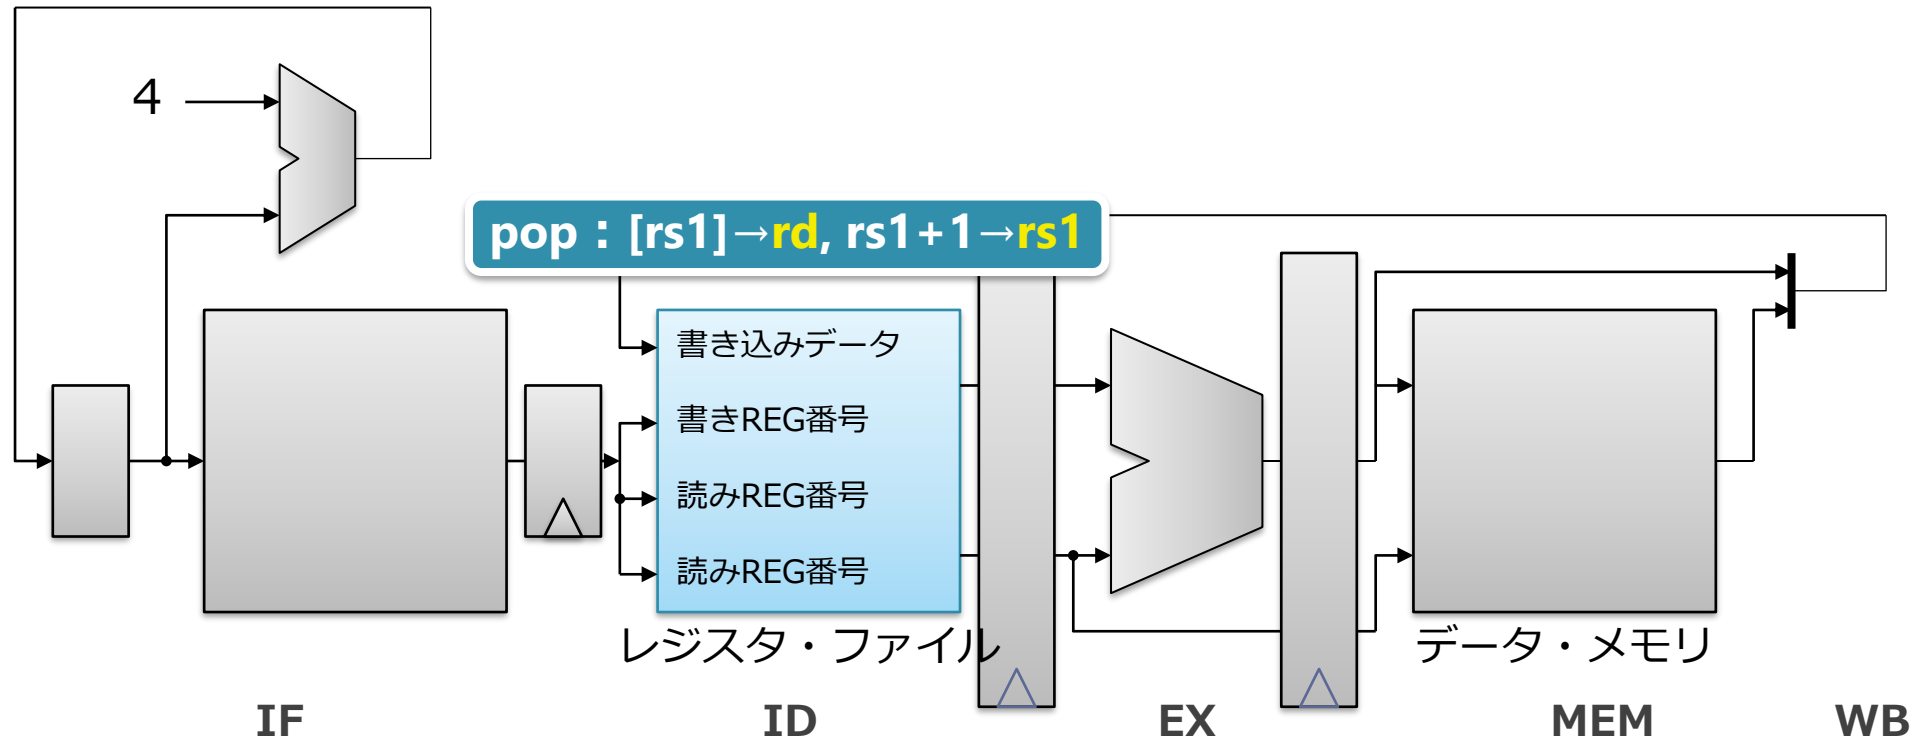 4
pop：[rs1]→rd, rs1+1→rs1
書き込みデータ
書きREG番号
読みREG番号
読みREG番号
レジスタ・ファイル
データ・メモリ
IF
ID
EX
MEM
WB